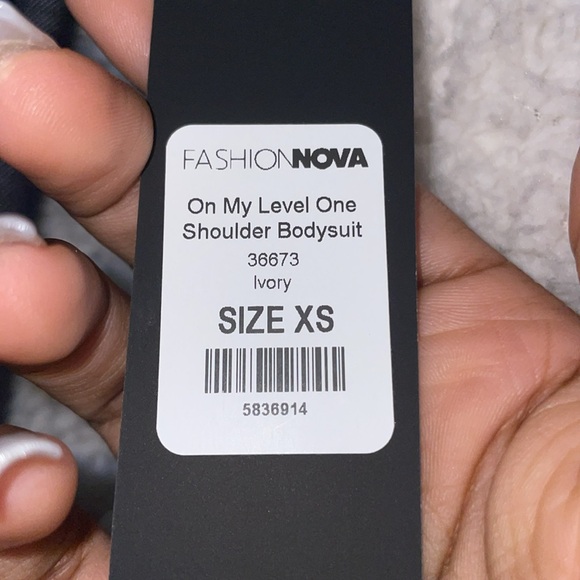 FASHIONNOVA
On My Level One
Shoulder Bodysuit
36673
Ivory
SIZE XS
5836914